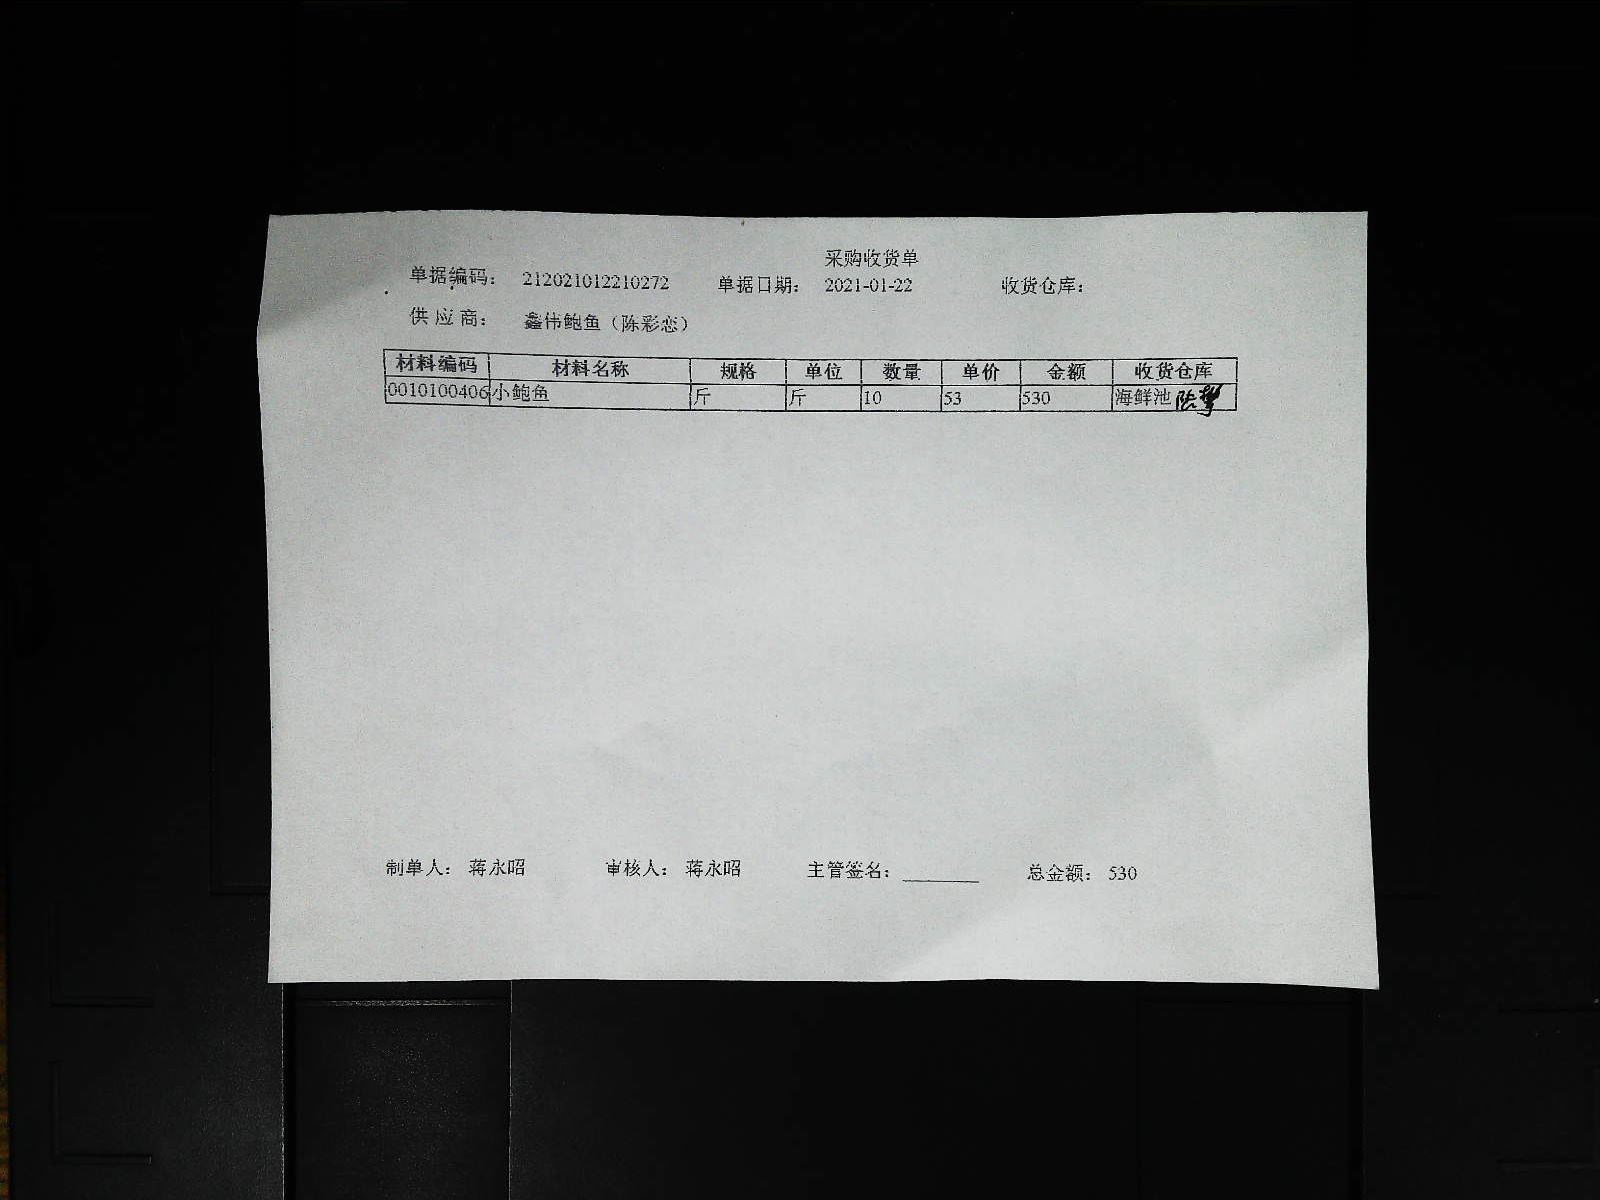 采购收货单
单据编码: 212021012210272 单据日期: 2021-01-22 收货仓库:
供应商: 鑫伟鲍鱼（陈彩恋）
材料编码 材料名称 规格 单位 数量 单价 金额 收货仓库
0010100406 小鲍鱼 斤 斤 10 53 530 海鲜池
制单人: 蒋永昭 审核人: 蒋永昭 主管签名: 总金额: 530